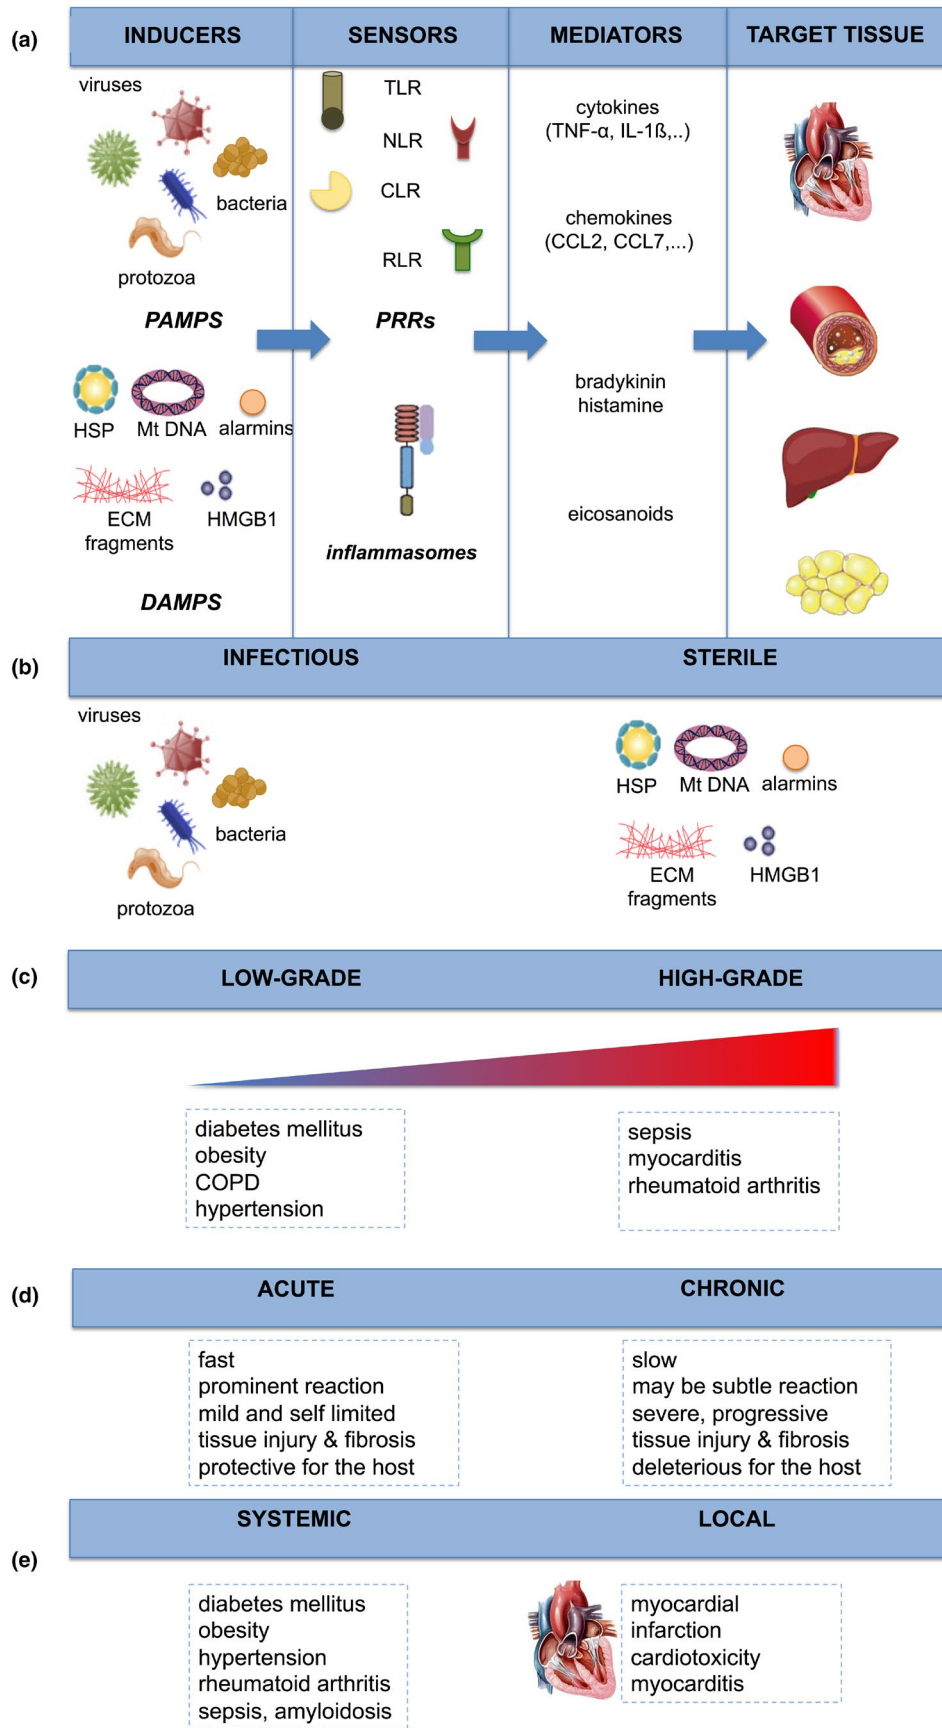 (a)
INDUCERS
SENSORS
MEDIATORS
TARGET TISSUE
viruses
bacteria
protozoa
PAMPS
HSP
Mt DNA
alarmins
ECM
fragments
HMGB1
DAMPS
TLR
NLR
CLR
RLR
PRRs
inflammasomes
cytokines
(TNF-α, IL-1ß,..)
chemokines
(CCL2, CCL7,...)
bradykinin
histamine
eicosanoids
(b)
INFECTIOUS
STERILE
viruses
bacteria
protozoa
HSP
Mt DNA
alarmins
ECM
fragments
HMGB1
(c)
LOW-GRADE
HIGH-GRADE
diabetes mellitus
obesity
COPD
hypertension
sepsis
myocarditis
rheumatoid arthritis
(d)
ACUTE
CHRONIC
fast
prominent reaction
mild and self limited
tissue injury & fibrosis
protective for the host
slow
may be subtle reaction
severe, progressive
tissue injury & fibrosis
deleterious for the host
(e)
SYSTEMIC
LOCAL
diabetes mellitus
obesity
hypertension
rheumatoid arthritis
sepsis, amyloidosis
myocardial
infarction
cardiotoxicity
myocarditis